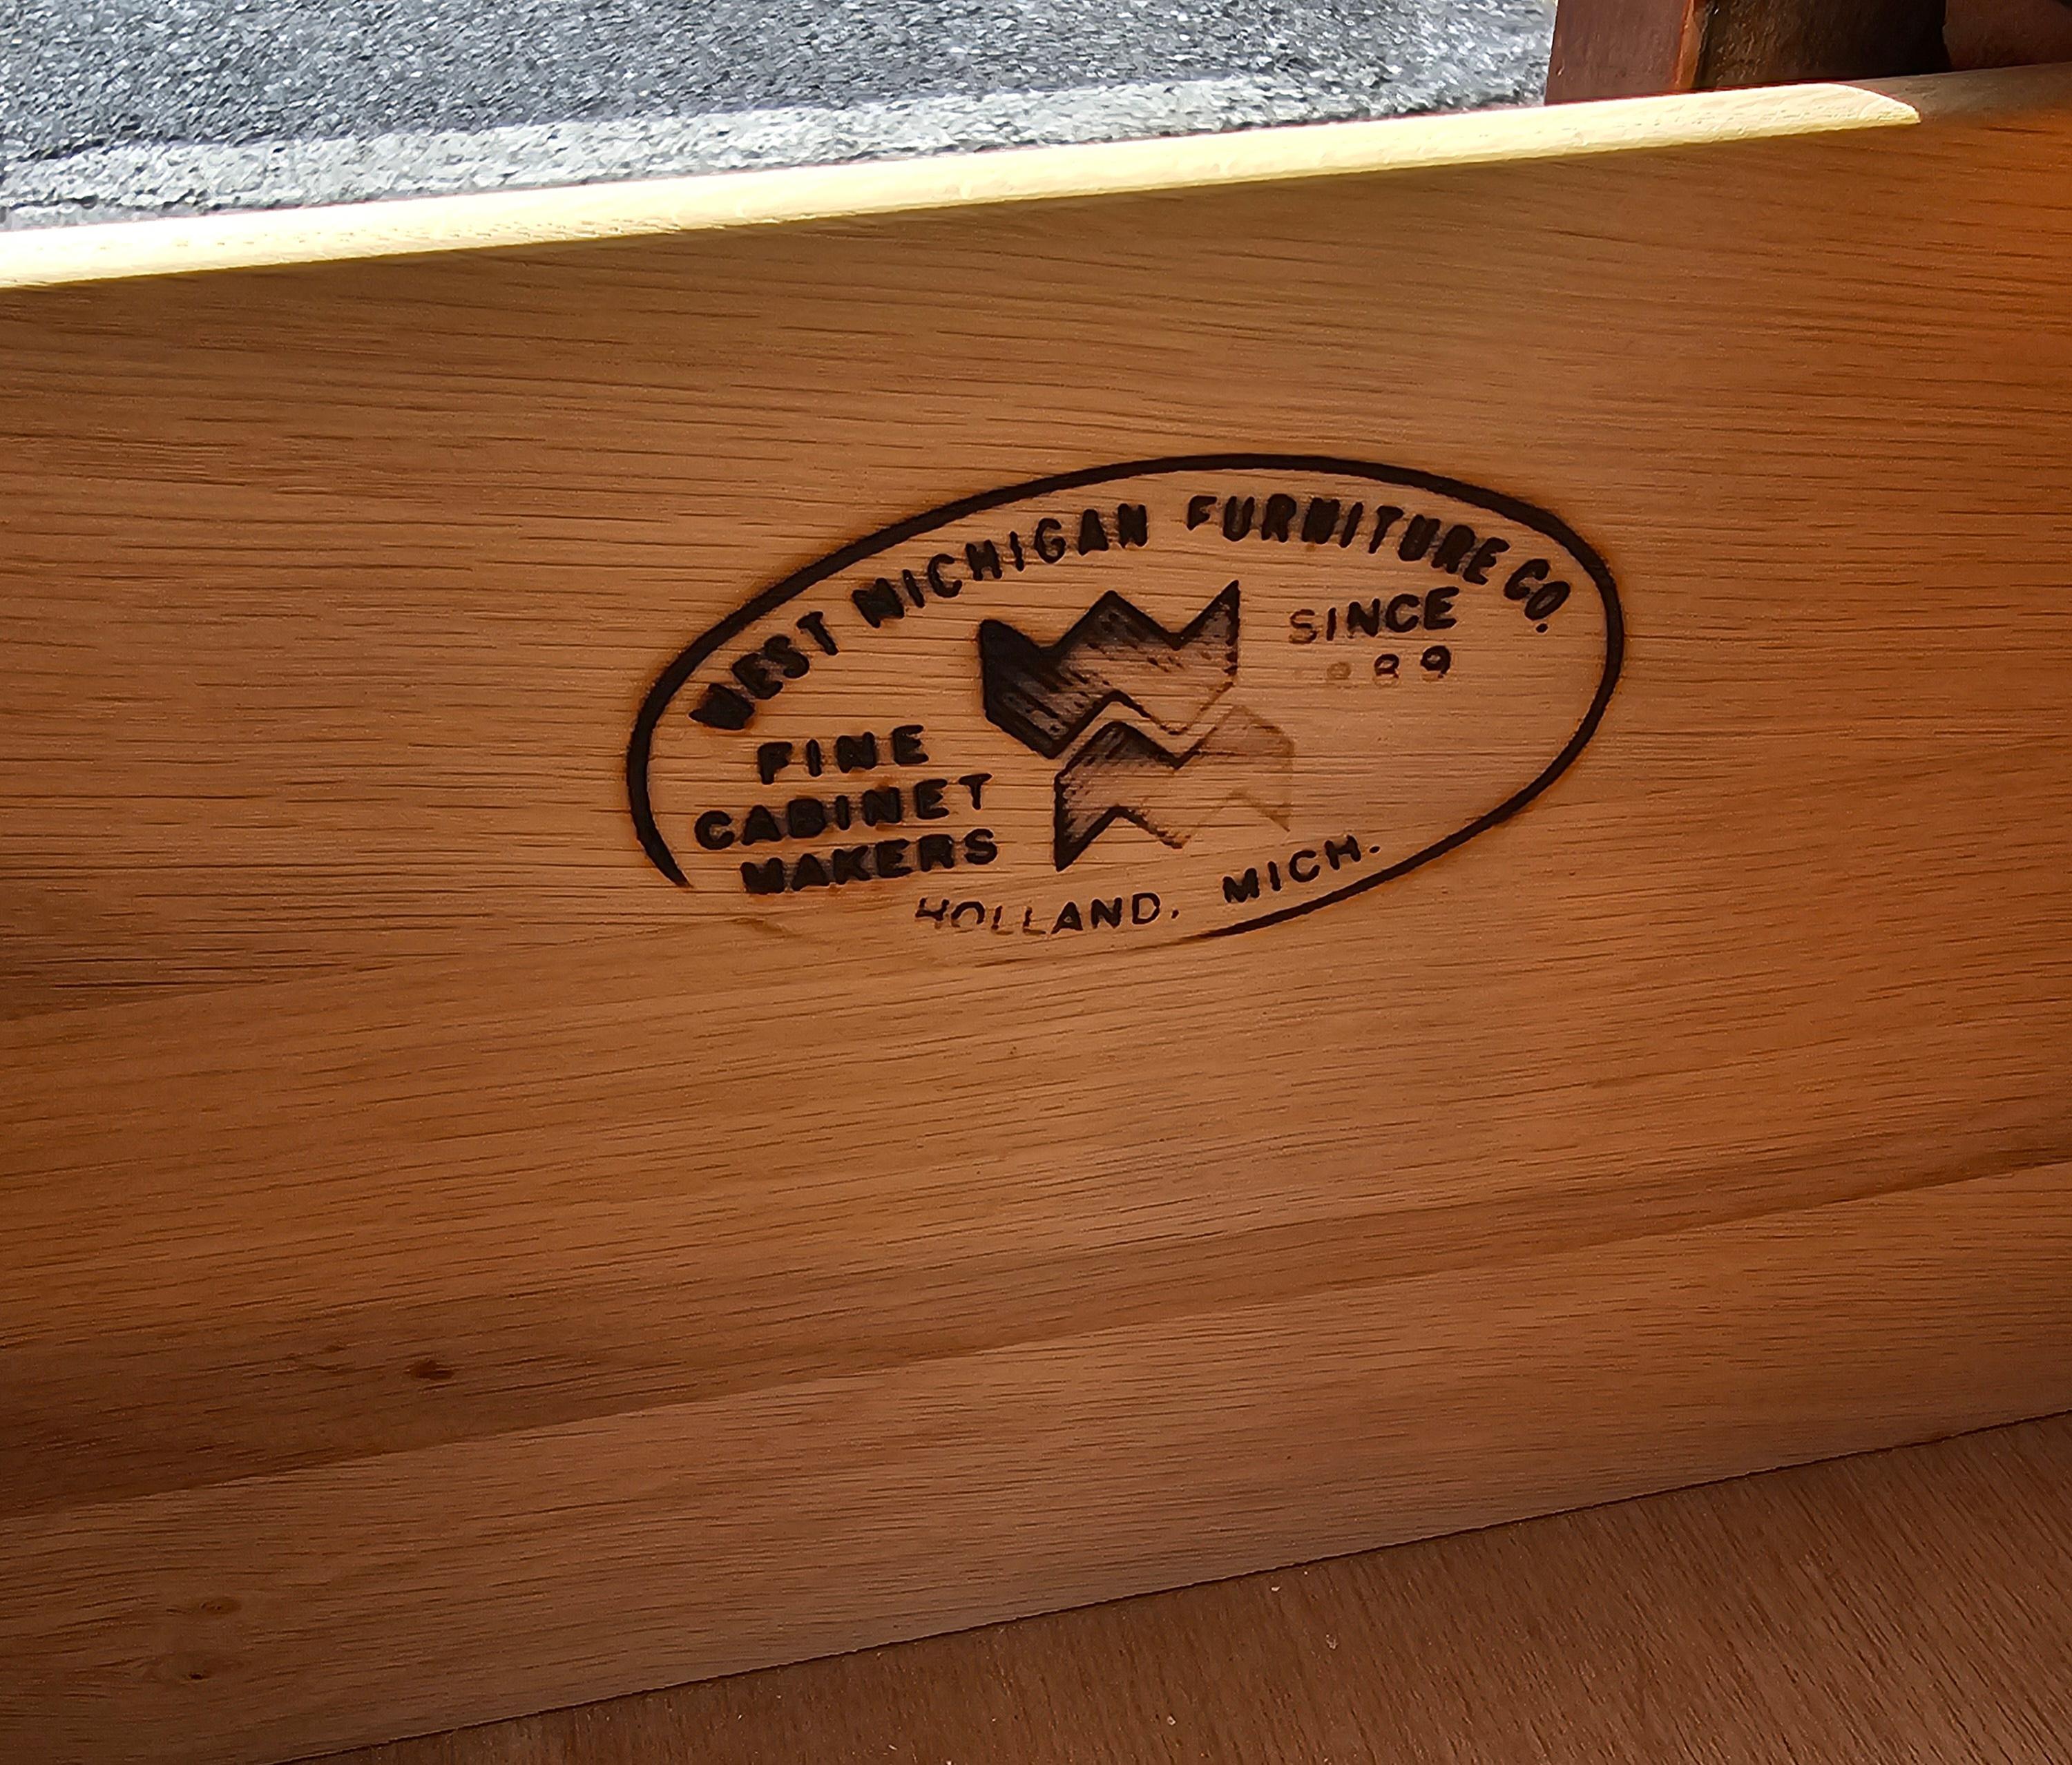 WEST MICHIGAN FURNITURE CO.
SINCE
FINE
CABINET
MAKERS
HOLLAND, MICH.